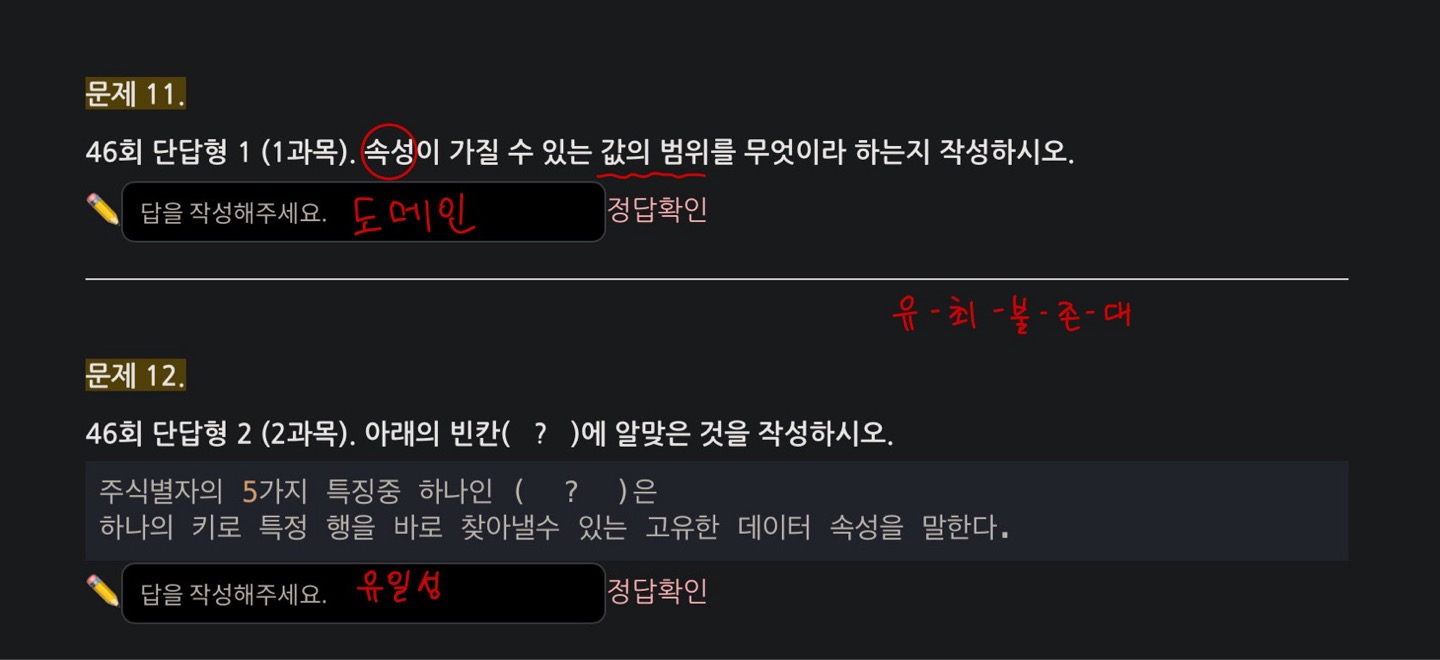 문제 11.
46회 단답형 1 (1과목). 속성이 가질 수 있는 값의 범위를 무엇이라 하는지 작성하시오.
답을 작성해주세요. 도메인 정답확인
유-최-불-존-대
문제 12.
46회 단답형 2 (2과목). 아래의 빈칸( ? )에 알맞은 것을 작성하시오.
주식별자의 5가지 특징중 하나인 ( ? )은
하나의 키로 특정 행을 바로 찾아낼수 있는 고유한 데이터 속성을 말한다.
답을 작성해주세요. 유일성 정답확인